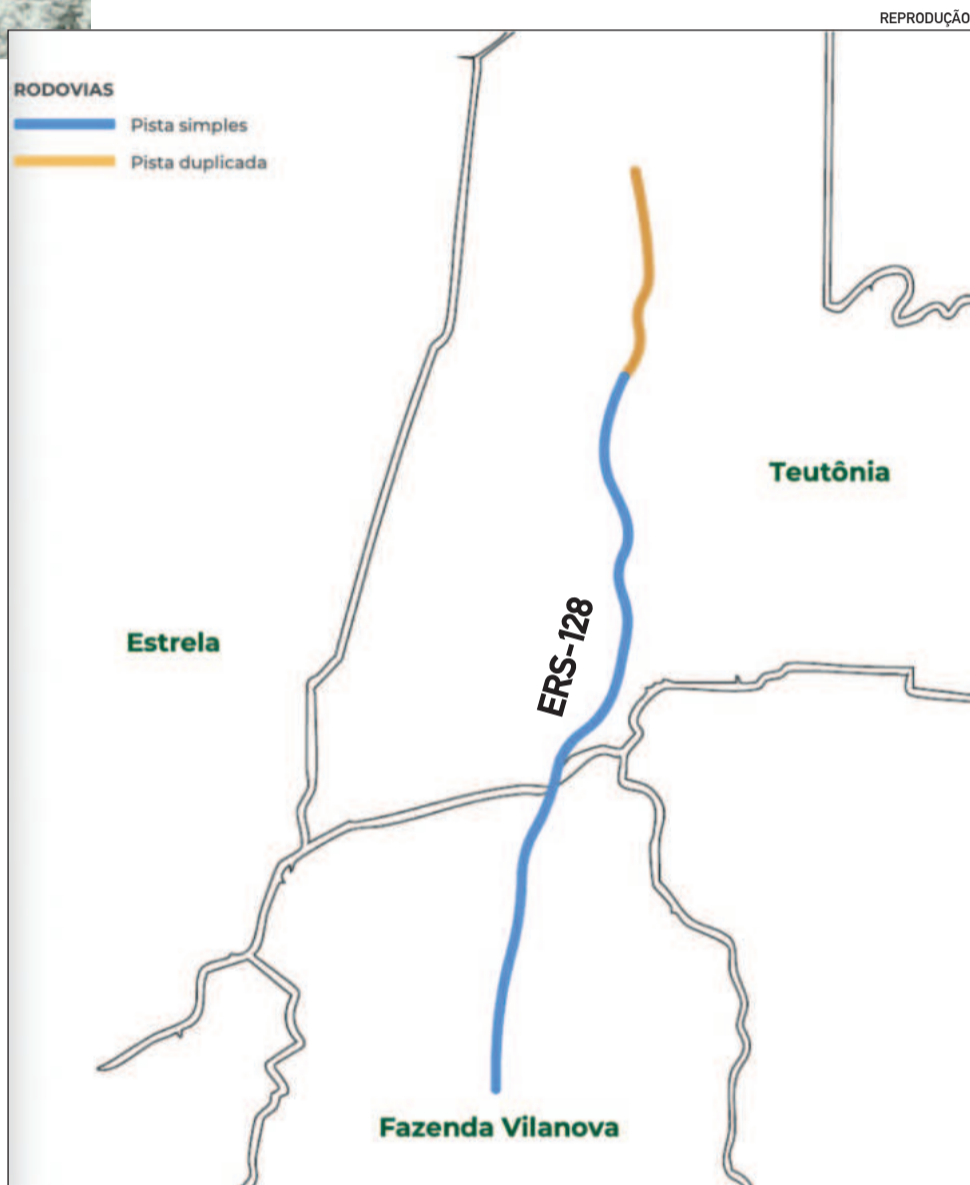 REPRODUÇÃO
RODOVIAS
Pista simples
Pista duplicada
Teutônia
Estrela
ERS-128
Fazenda Vilanova